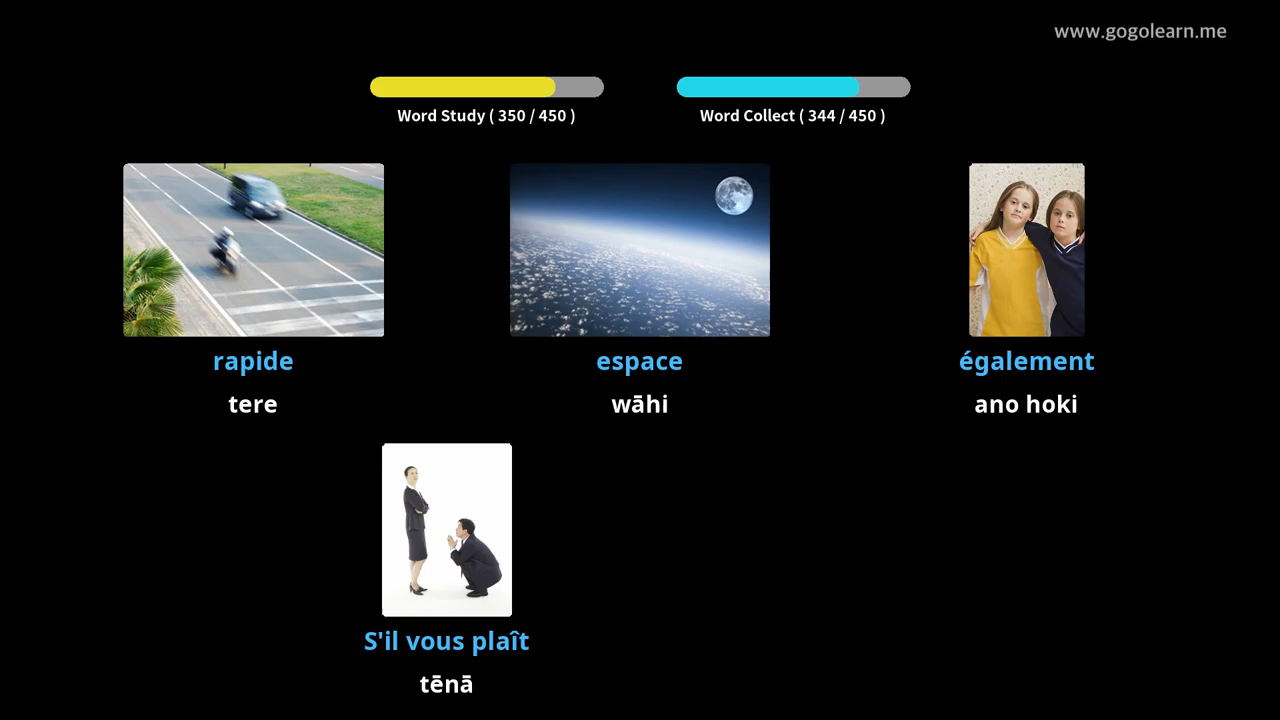 www.gogolearn.me
Word Study ( 350 / 450 )
Word Collect ( 344 / 450 )
rapide
tere
espace
wāhi
également
ano hoki
S'il vous plaît
tēnā